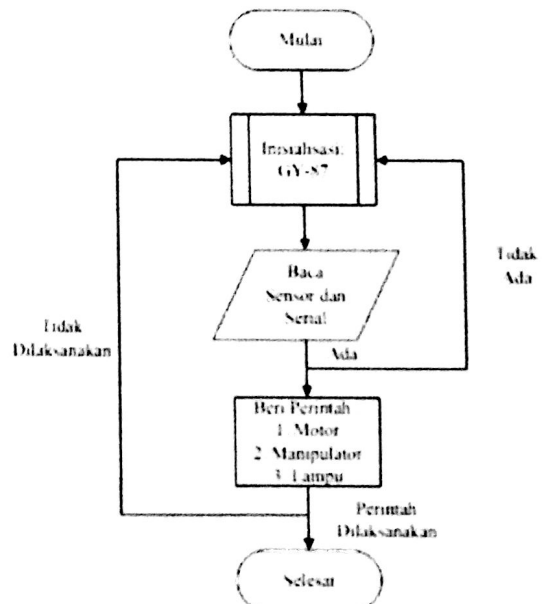 Mulai
Inisialisasi
GY-87
Baca
Sensor dan
Serial
Tidak
Ada
Tidak
Dilaksanakan
Ada
Beri Perintah
1. Motor
2. Manipulator
3. Lampu
Perintah
Dilaksanakan
Selesai